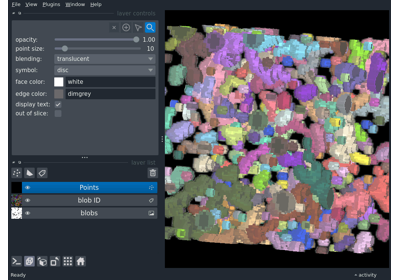 File View Plugins Window Help
layer controls
opacity: 1.00
point size: 10
blending: translucent
symbol: disc
face color: white
edge color: dimgrey
display text:
out of slice:
layer list
Points
blob ID
blobs
Ready
activity